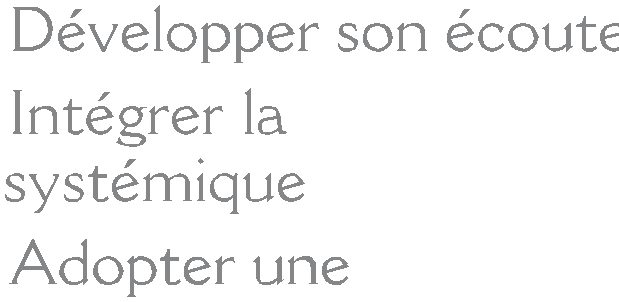 Développer son écoute
Intégrer la
systémique
Adopter une